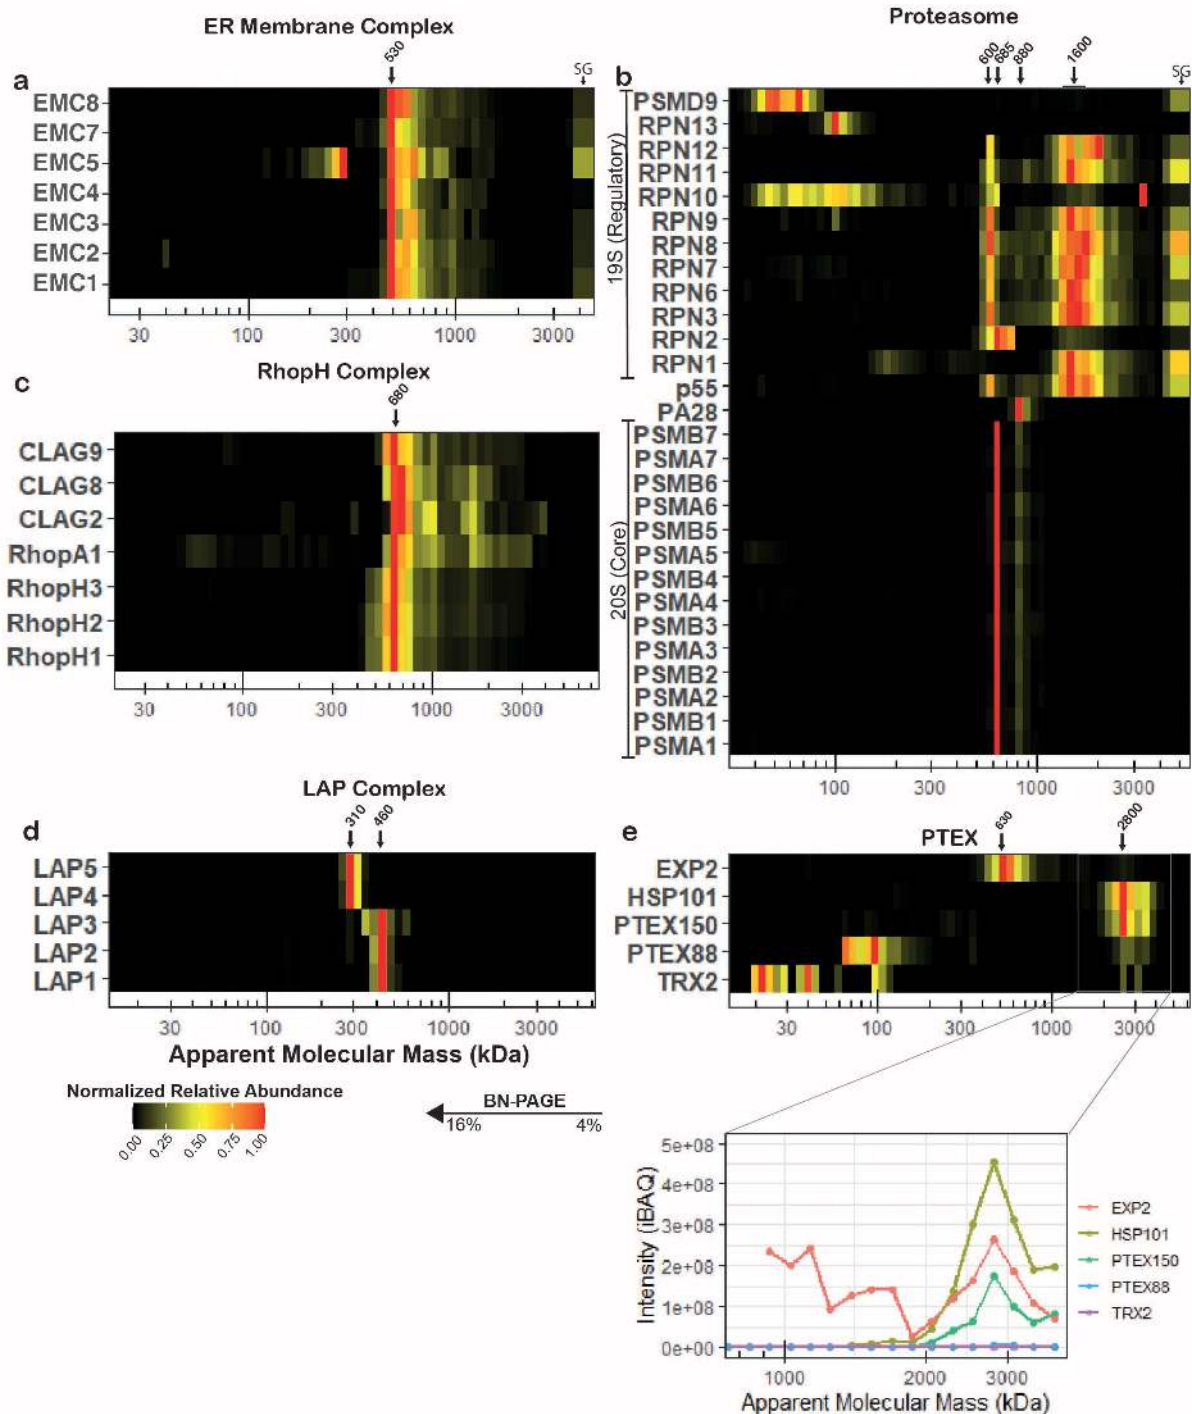 ER Membrane Complex
530
a
SG
EMC8
EMC7
EMC5
EMC4
EMC3
EMC2
EMC1
30 300 1000 3000
Proteasome
600 685 880 1600
b
SG
19S (Regulatory)
PSMD9
RPN13
RPN12
RPN11
RPN10
RPN9
RPN8
RPN7
RPN6
RPN3
RPN2
RPN1
p55
PA28
20S (Core)
PSMB7
PSMA7
PSMB6
PSMA6
PSMB5
PSMA5
PSMB4
PSMA4
PSMB3
PSMA3
PSMB2
PSMA2
PSMB1
PSMA1
100 300 1000 3000
RhopH Complex
c
680
CLAG9
CLAG8
CLAG2
RhopA1
RhopH3
RhopH2
RhopH1
30 100 300 1000 3000
LAP Complex
d
310 460
LAP5
LAP4
LAP3
LAP2
LAP1
30 100 300 1000 3000
Apparent Molecular Mass (kDa)
Normalized Relative Abundance
0.00 0.25 0.50 0.75 1.00
BN-PAGE
16% 4%
e
PTEX
630 2800
EXP2
HSP101
PTEX150
PTEX88
TRX2
30 100 1000 3000
Intensity (iBAQ)
5e+08
4e+08
3e+08
2e+08
1e+08
0e+00
1000 2000 3000
Apparent Molecular Mass (kDa)
EXP2
HSP101
PTEX150
PTEX88
TRX2